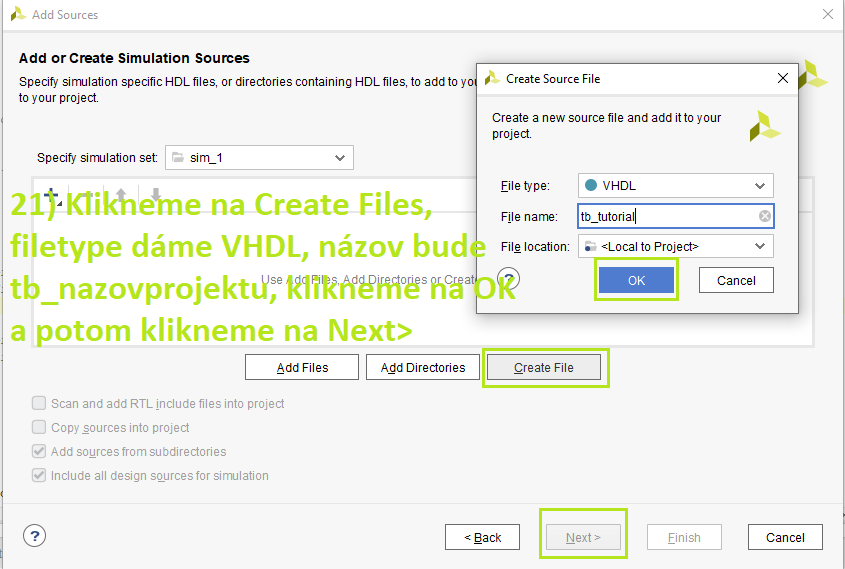 Add Sources
Add or Create Simulation Sources
Specify simulation specific HDL files, or directories containing HDL files, to add to you
to your project.
Specify simulation set:
sim_1
21) Klikneme na Create Files,
filetype dáme VHDL, názov bude
tb_nazovprojektu, klikneme na OK
a potom klikneme na Next>
Use Add Files, Add Directories or Create
Add Files
Add Directories
Create File
Scan and add RTL include files into project
Copy sources into project
Add sources from subdirectories
Include all design sources for simulation
?
< Back
Next >
Finish
Cancel
Create Source File
Create a new source file and add it to your
project.
File type:
VHDL
File name:
tb_tutorial
File location:
<Local to Project>
?
OK
Cancel